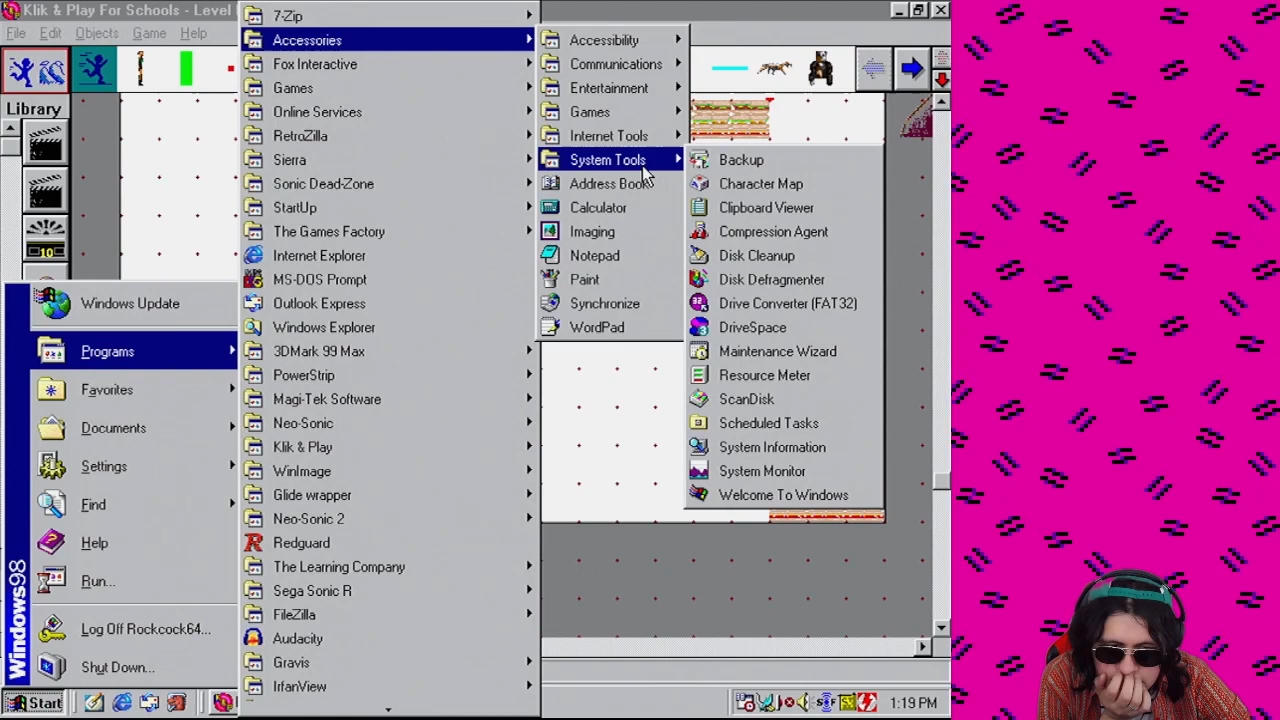 Klik & Play For Schools - Level
File Edit Objects Game Help
Library
10
Windows Update
Programs
Favorites
Documents
Settings
Find
Help
Run...
Log Off Rockcock64...
Shut Down...
Windows98
7-Zip
Accessories
Fox Interactive
Games
Online Services
RetroZilla
Sierra
Sonic Dead-Zone
StartUp
The Games Factory
Internet Explorer
MS-DOS Prompt
Outlook Express
Windows Explorer
3DMark 99 Max
PowerStrip
Magi-Tek Software
Neo-Sonic
Klik & Play
WinImage
Glide wrapper
Neo-Sonic 2
Redguard
The Learning Company
Sega Sonic R
FileZilla
Audacity
Gravis
IrfanView
Accessibility
Communications
Entertainment
Games
Internet Tools
System Tools
Address Book
Calculator
Imaging
Notepad
Paint
Synchronize
WordPad
Backup
Character Map
Clipboard Viewer
Compression Agent
Disk Cleanup
Disk Defragmenter
Drive Converter (FAT32)
DriveSpace
Maintenance Wizard
Resource Meter
ScanDisk
Scheduled Tasks
System Information
System Monitor
Welcome To Windows
Start
1:19 PM